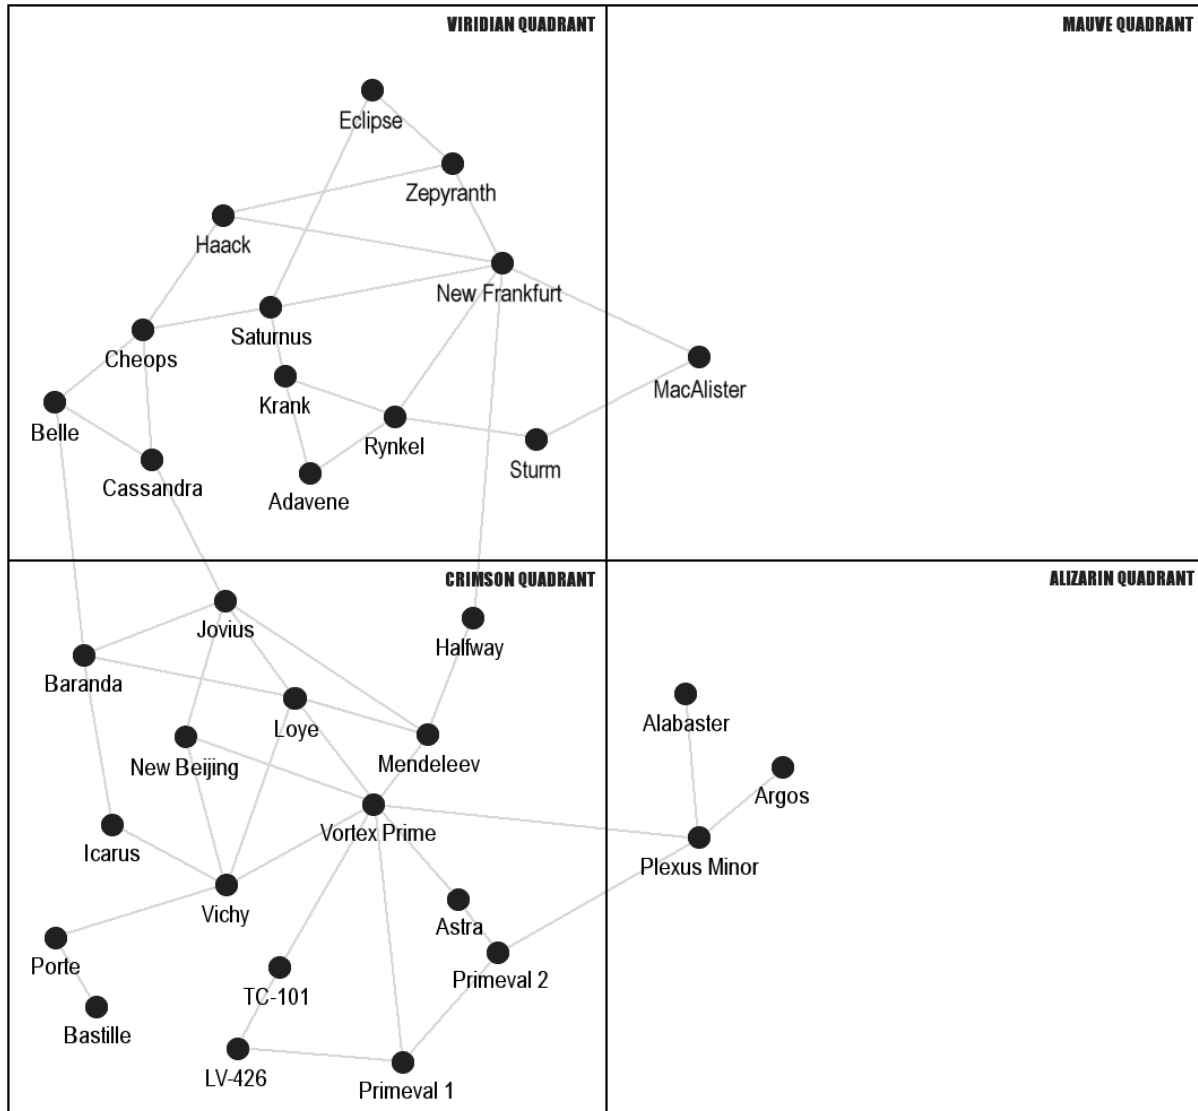 VIRIDIAN QUADRANT
MAUVE QUADRANT
Eclipse
Zepyranth
Haack
New Frankfurt
Saturnus
Cheops
MacAlister
Krank
Belle
Rynkel
Sturm
Cassandra
Adavene
CRIMSON QUADRANT
ALIZARIN QUADRANT
Jovius
Halfway
Baranda
Alabaster
Loye
New Beijing
Mendeleev
Argos
Vortex Prime
Icarus
Plexus Minor
Vichy
Astra
Porte
Primeval 2
TC-101
Bastille
LV-426
Primeval 1